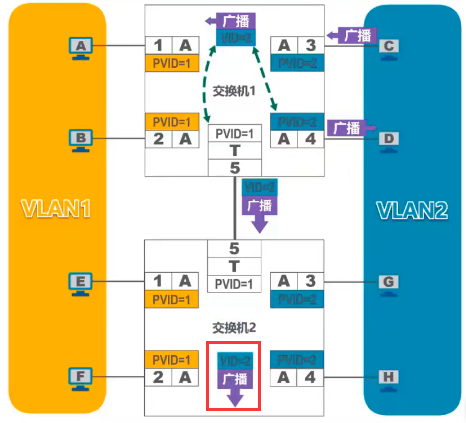 广播
VID=2
A
1 A
PVID=1
A 3
PVID=2
广播
C
交换机1
B
PVID=1
2 A
PVID=1
T
5
PVID=2
A 4
广播
D
VLAN1
VLAN2
VID=2
广播
5
T
PVID=1
E
1 A
PVID=1
A 3
PVID=2
G
交换机2
F
PVID=1
2 A
VID=2
广播
PVID=2
A 4
H